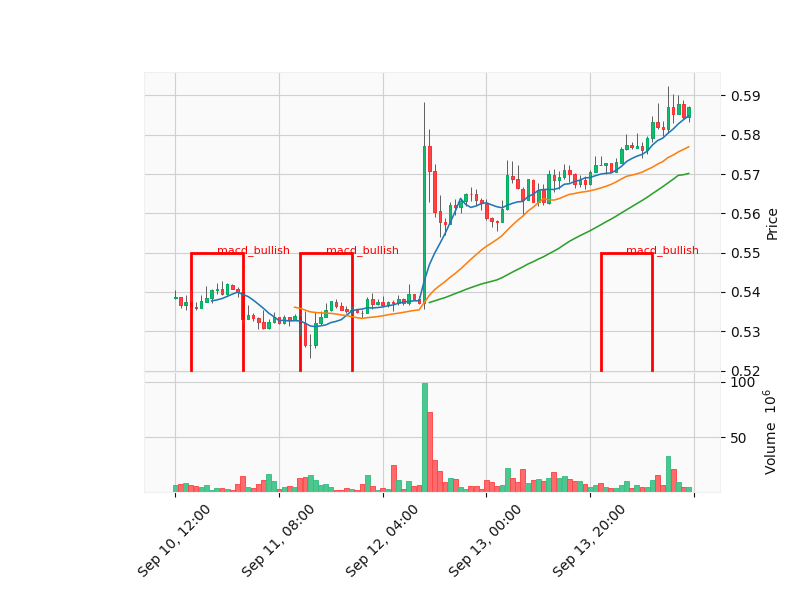 0.59
0.58
0.57
0.56
macd_bullish macd_bullish macd_bullish
0.55
0.54
0.53
0.52
Price
100
50
Volume 10^6
Sep 10, 12:00
Sep 11, 08:00
Sep 12, 04:00
Sep 13, 00:00
Sep 13, 20:00